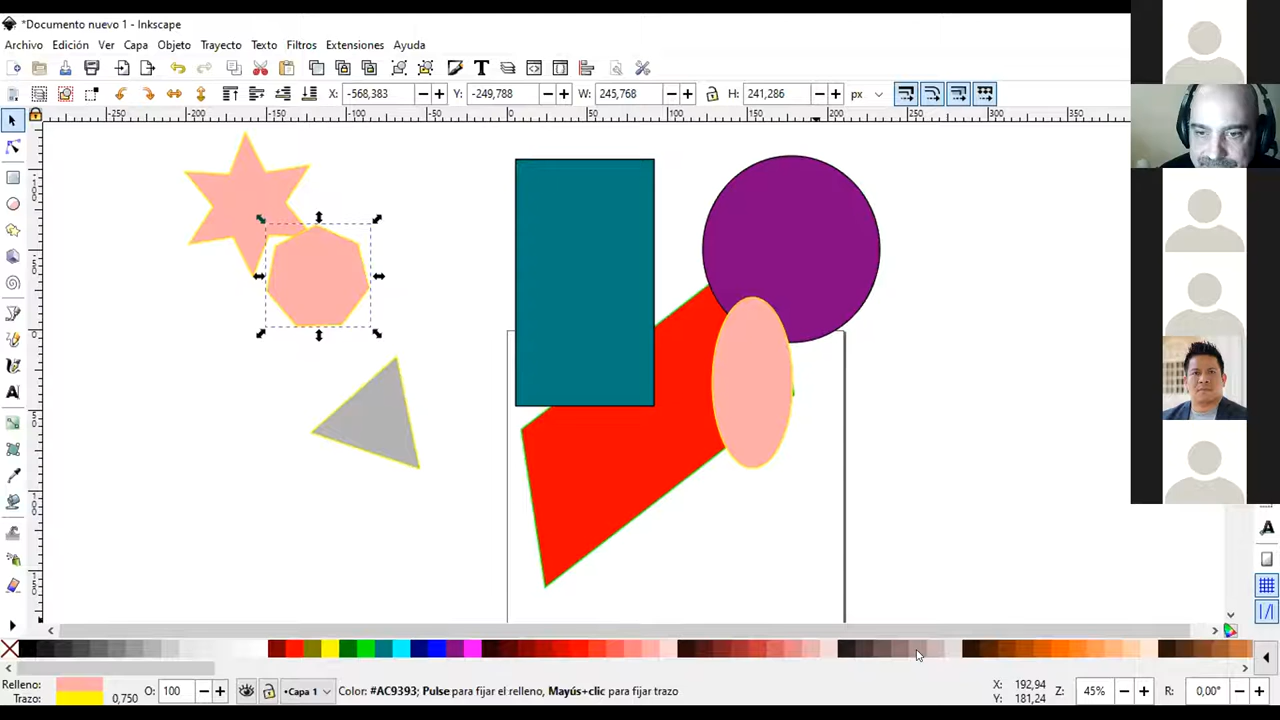 *Documento nuevo 1 - Inkscape
Archivo Edición Ver Capa Objeto Trayecto Texto Filtros Extensiones Ayuda
X: -568,383 Y: -249,788 W: 245,768 H: 241,286 px
-250 -200 -150 -100 -50 0 50 100 150 200 250 300 350
Relleno: O: 100 Capa 1 Color: #AC9393; Pulse para fijar el relleno, Mayús+clic para fijar trazo X: 192,94 Z: 45% R: 0,00°
Trazo: 0,750 Y: 181,24